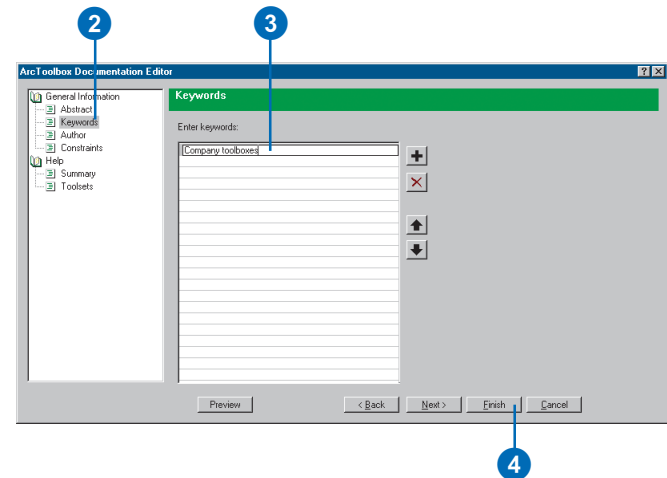 2
3
ArcToolbox Documentation Editor
General Information
Abstract
Keywords
Author
Constraints
Help
Summary
Toolsets
Keywords
Enter keywords:
Company toolboxes
Preview
< Back
Next >
Finish
Cancel
4